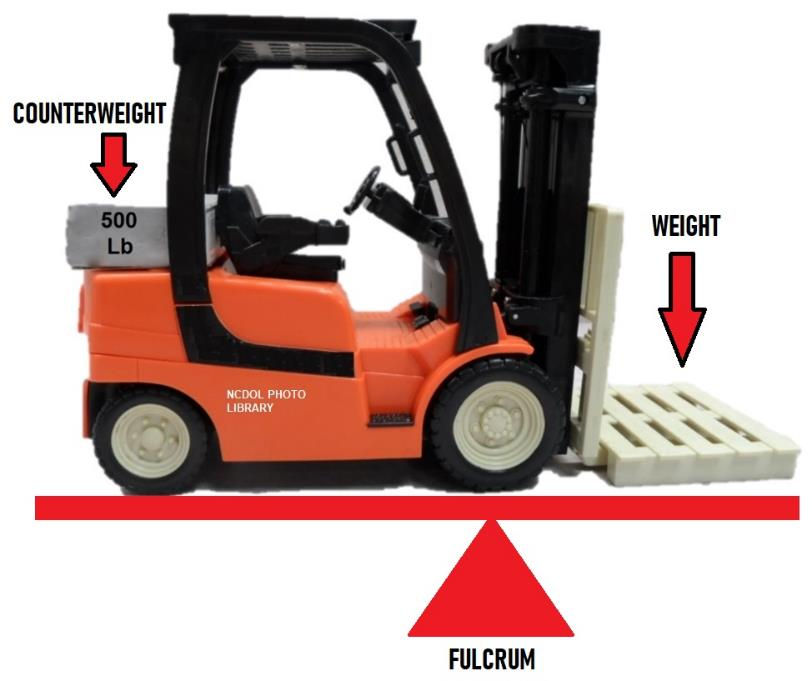 COUNTERWEIGHT
500
Lb
WEIGHT
NCDOL PHOTO
LIBRARY
FULCRUM